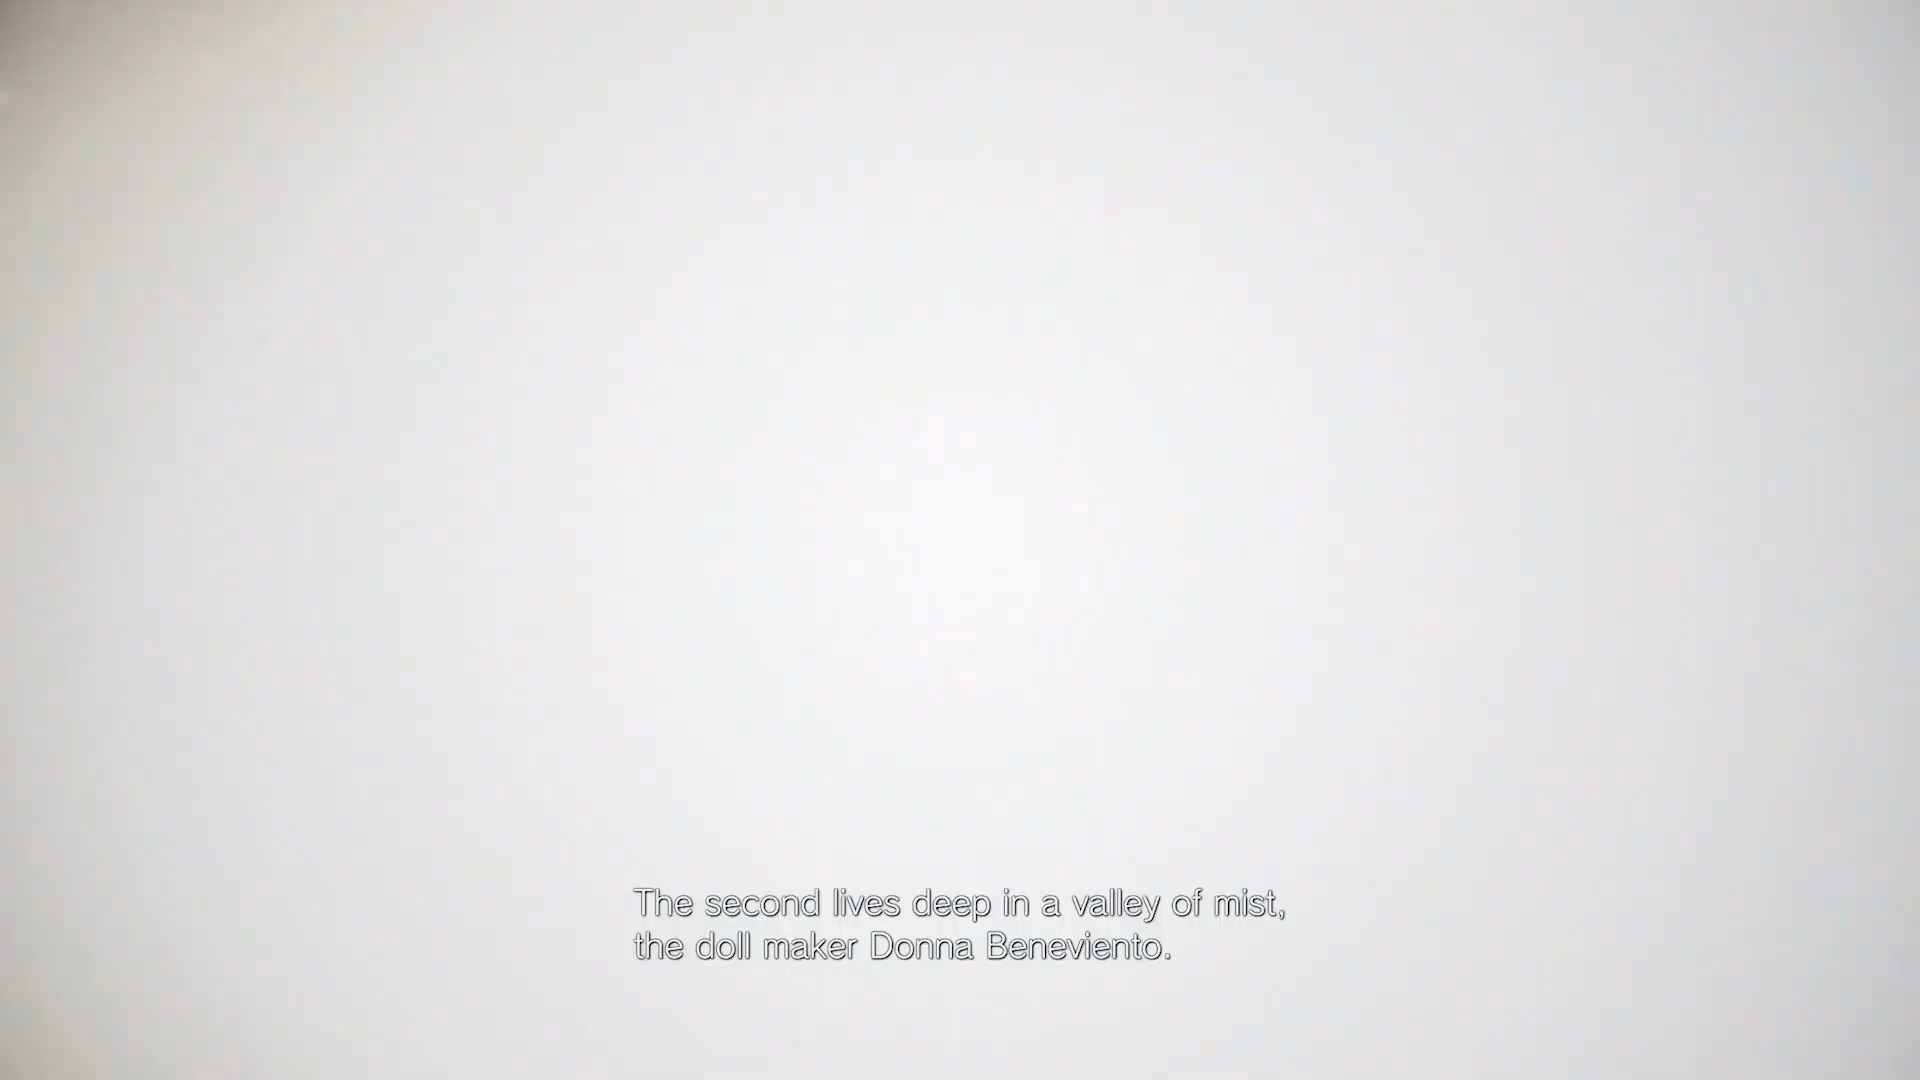 The second lives deep in a valley of mist,
the doll maker Donna Beneviento.